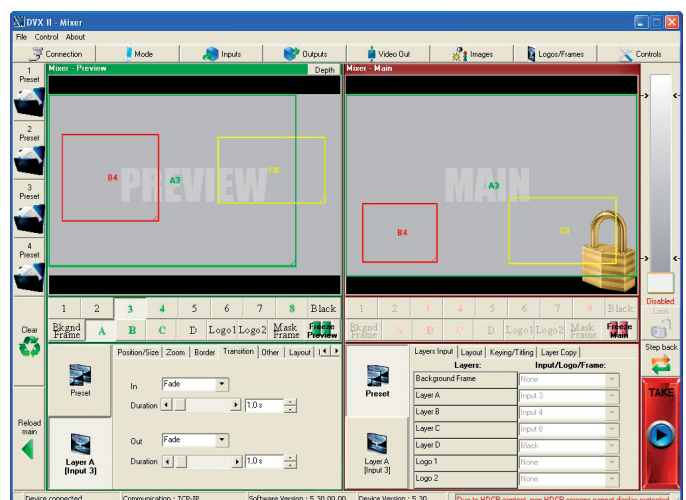 DVX II - Mixer
File Control About
Connection Mode Inputs Outputs Video Out Images Logos/Frames Controls
1 Preset
Mixer - Preview Depth Mixer - Main
2 Preset
3 Preset
4 Preset
PREVIEW
B4 A3 C8
MAIN
A3
B4 C8
Disabled
Lock
1 2 3 4 5 6 7 8 Black
1 2 3 4 5 6 7 8 Black
Clear
Bkgnd Frame A B C D Logo1 Logo2 Mask Frame Freeze Preview
Bkgnd Frame A B C D Logo1 Logo2 Mask Frame Freeze Main
Step back
Position/Size Zoom Border Transition Other Layout
Preset
In Fade
Duration 1,0 s
Out Fade
Duration 1,0 s
Layer A
[Input 3]
Layers Input Layout Keying/Titling Layer Copy
Preset
Layers: Input/Logo/Frame:
Background Frame None
Layer A Input 3
Layer B Input 4
Layer C Input 8
Layer D Black
Logo 1 None
Logo 2 None
Layer A
[Input 3]
TAKE
Reload main
Device connected Communication : TCP-IP Software Version : 5.30.00.00 Device Version : 5.30